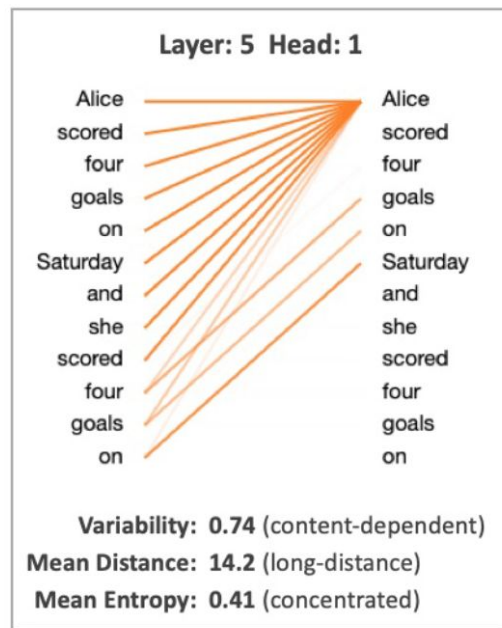 Layer: 5 Head: 1
Alice Alice
scored scored
four four
goals goals
on on
Saturday Saturday
and and
she she
scored scored
four four
goals goals
on on
Variability: 0.74 (content-dependent)
Mean Distance: 14.2 (long-distance)
Mean Entropy: 0.41 (concentrated)